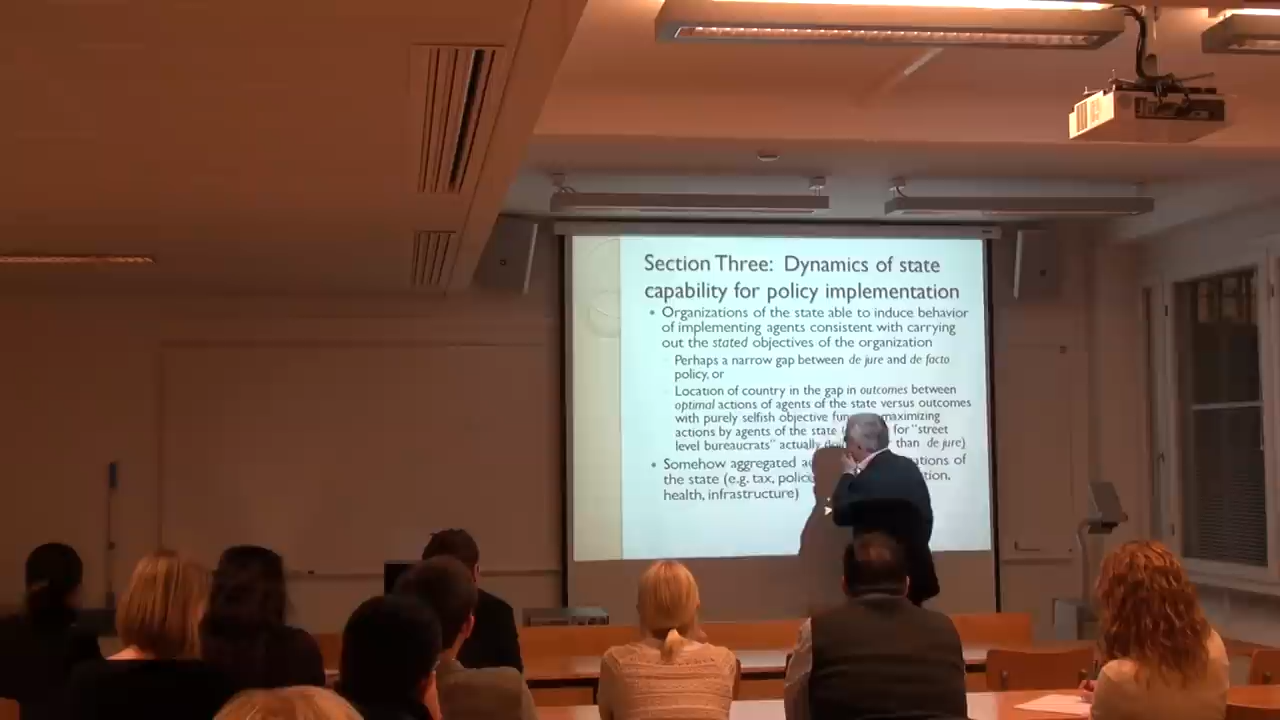 Section Three: Dynamics of state
capability for policy implementation
• Organizations of the state able to induce behavior
of implementing agents consistent with carrying
out the stated objectives of the organization
Perhaps a narrow gap between de jure and de facto
policy, or
Location of country in the gap in outcomes between
optimal actions of agents of the state versus outcomes
with purely selfish objective maximizing
actions by agents of the state for "street
level bureaucrats" actually than de jure)
• Somehow aggregated of
the state (e.g. tax,
health, infrastructure)